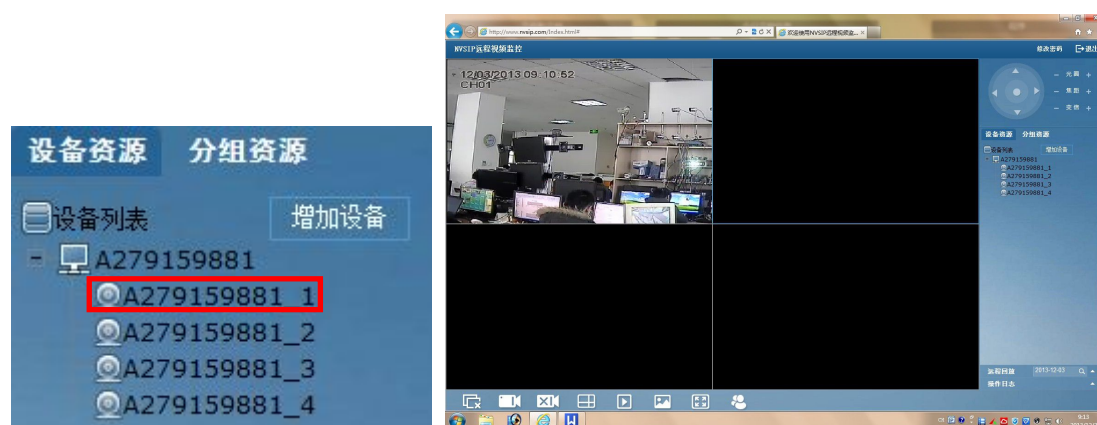 设备资源 分组资源
设备列表 增加设备
A279159881
A279159881_1
A279159881_2
A279159881_3
A279159881_4
http://www.nvsip.com/Index.html#
欢迎使用NVSIP远程视频监... ×
NVSIP远程视频监控 修改密码 退出
12/03/2013 09:10:52
CH01
- 光圈 +
- 焦距 +
- 变倍 +
设备资源 分组资源
设备列表 增加设备
A279159881
A279159881_1
A279159881_2
A279159881_3
A279159881_4
远程回放 2013-12-03
操作日志
9:13